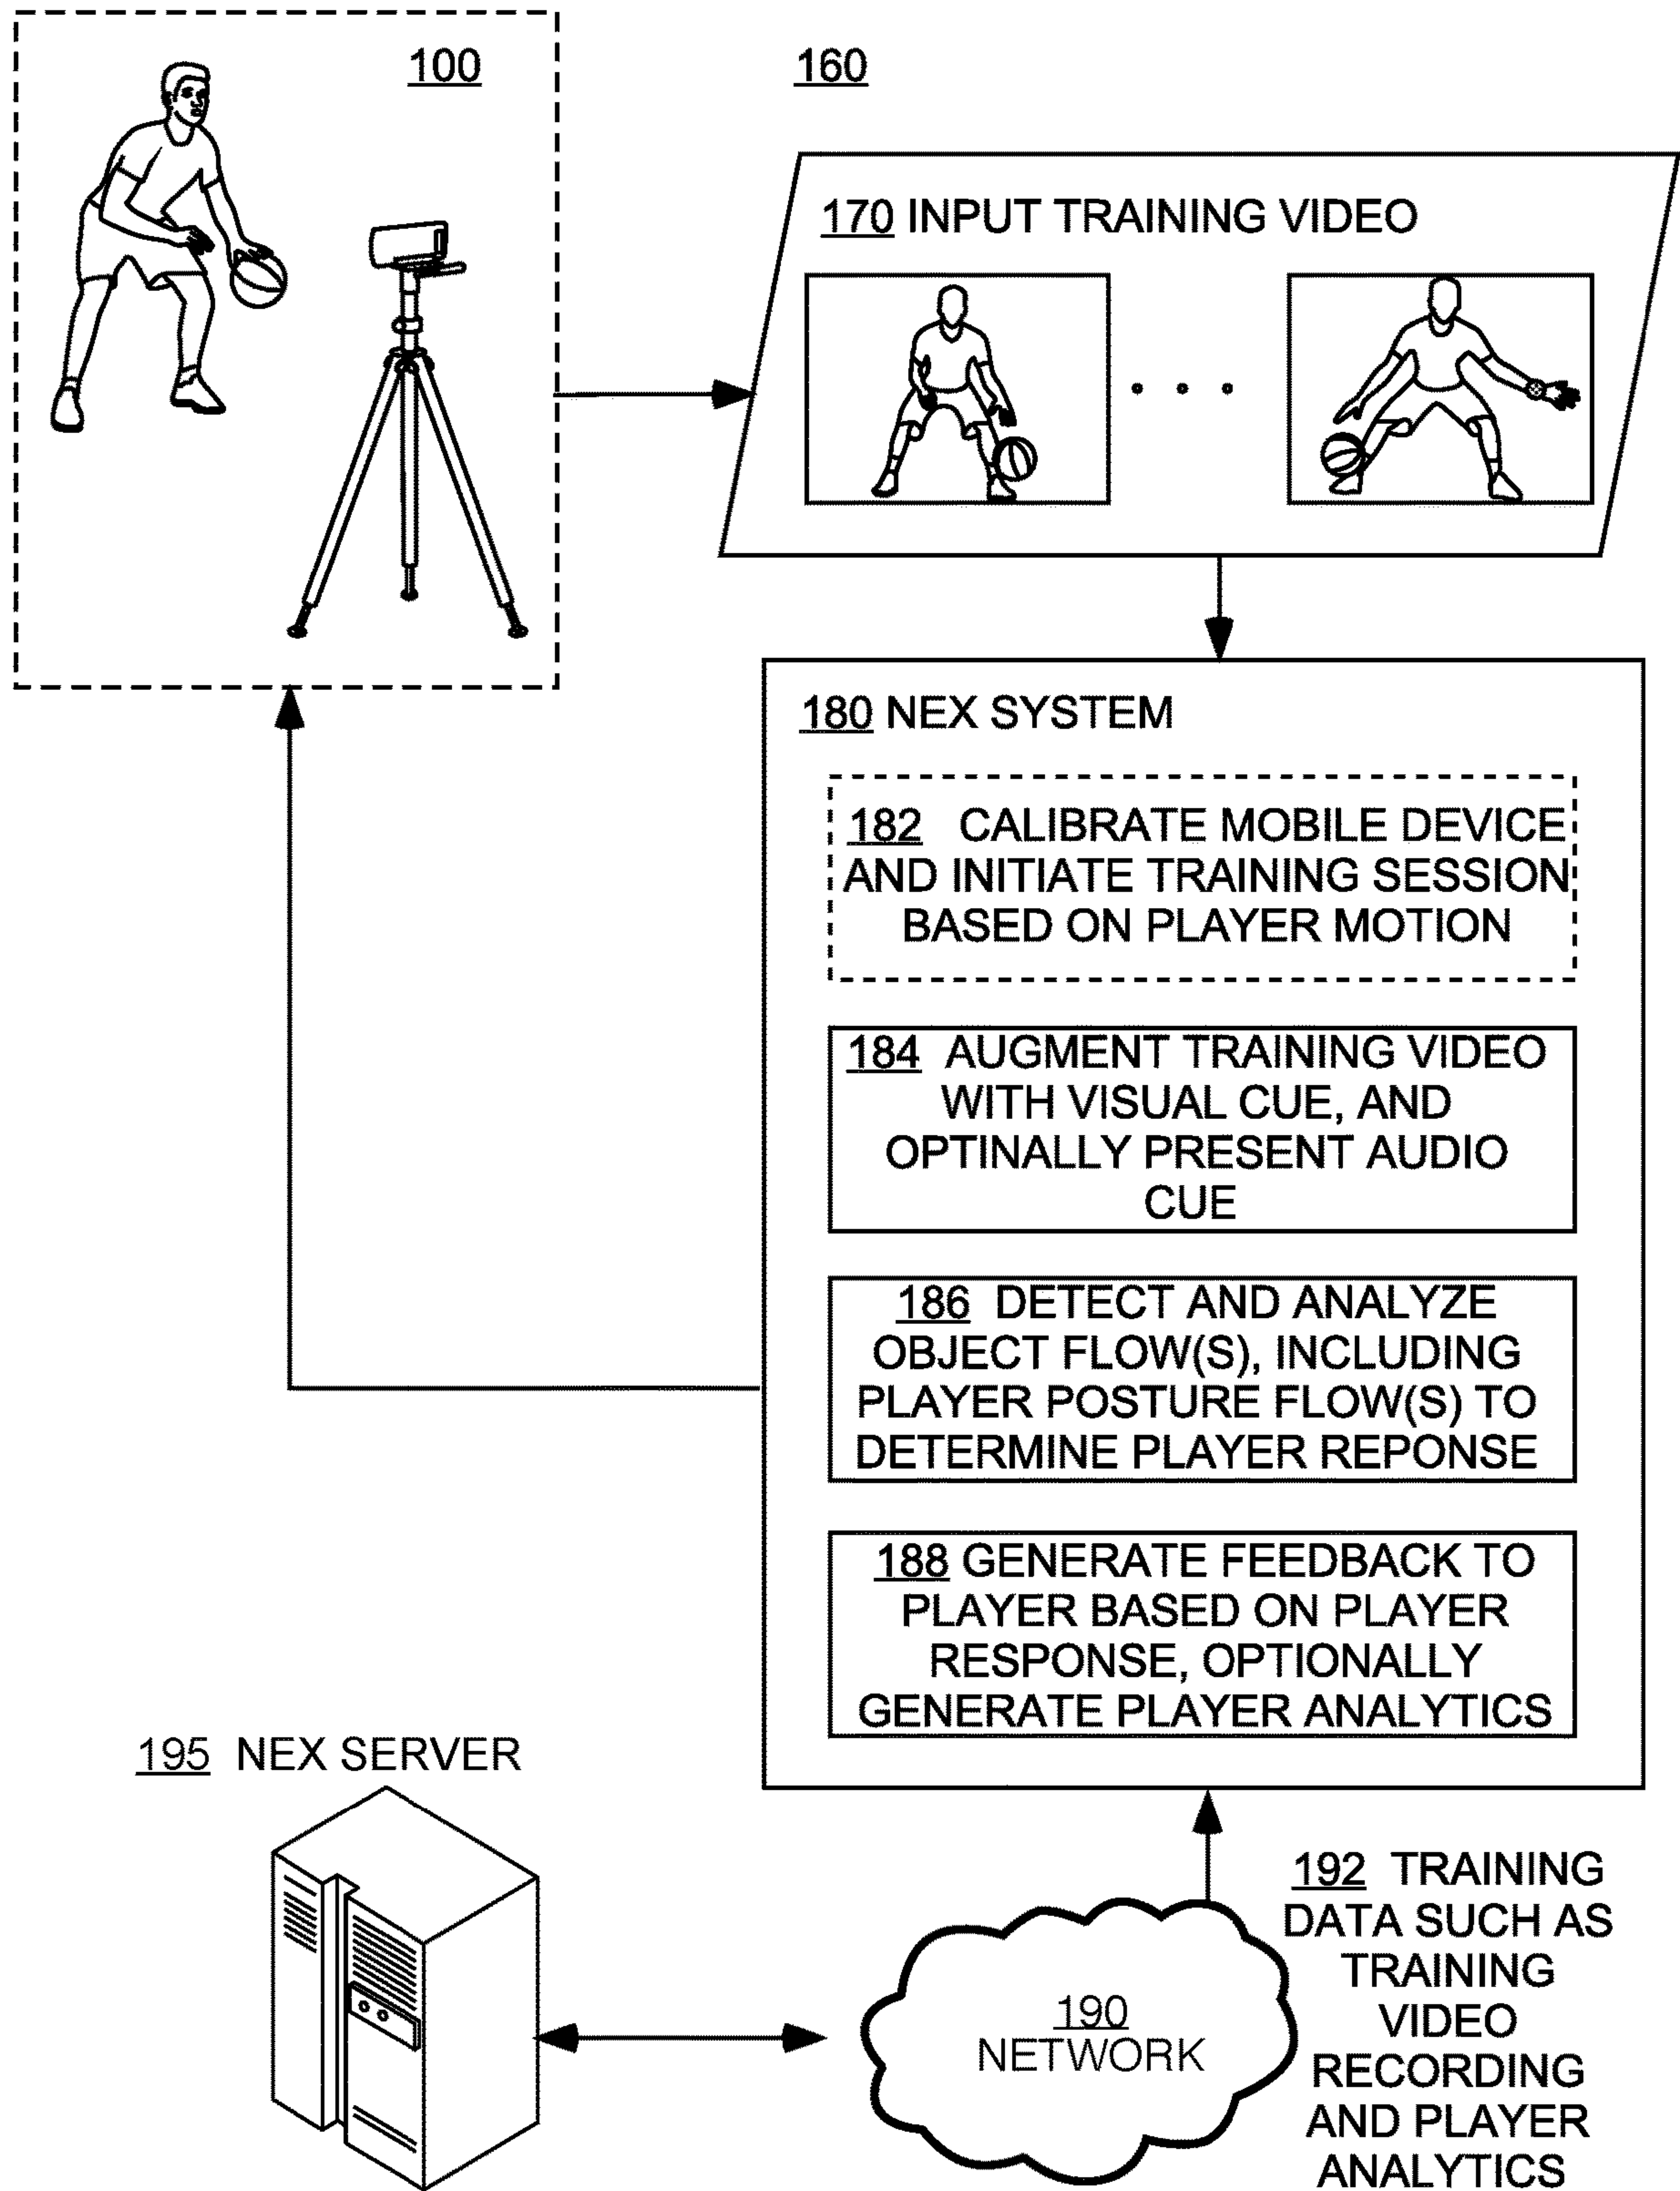 100
160
170 INPUT TRAINING VIDEO
180 NEX SYSTEM
182 CALIBRATE MOBILE DEVICE
AND INITIATE TRAINING SESSION
BASED ON PLAYER MOTION
184 AUGMENT TRAINING VIDEO
WITH VISUAL CUE, AND
OPTINALLY PRESENT AUDIO
CUE
186 DETECT AND ANALYZE
OBJECT FLOW(S), INCLUDING
PLAYER POSTURE FLOW(S) TO
DETERMINE PLAYER REPONSE
188 GENERATE FEEDBACK TO
PLAYER BASED ON PLAYER
RESPONSE, OPTIONALLY
GENERATE PLAYER ANALYTICS
195 NEX SERVER
190
NETWORK
192 TRAINING
DATA SUCH AS
TRAINING
VIDEO
RECORDING
AND PLAYER
ANALYTICS